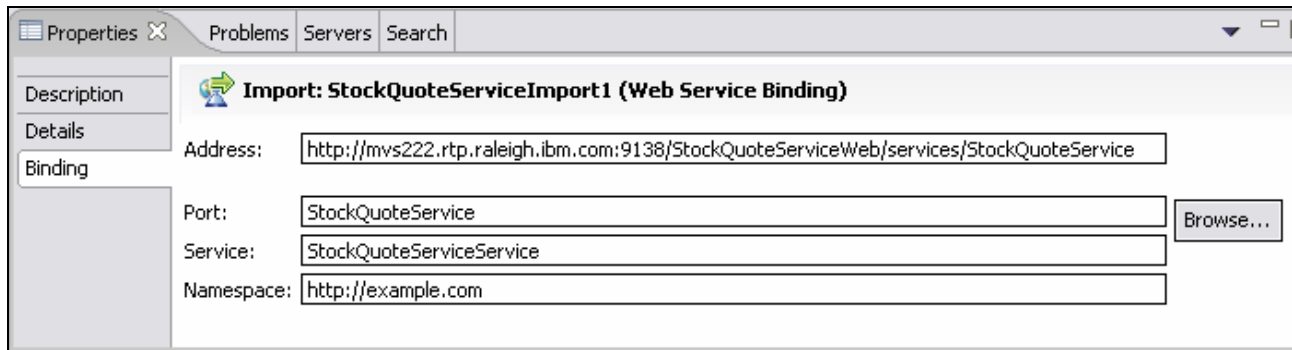 Properties Problems Servers Search
Import: StockQuoteServiceImport1 (Web Service Binding)
Description
Details
Binding
Address: http://mvs222.rtp.raleigh.ibm.com:9138/StockQuoteServiceWeb/services/StockQuoteService
Port: StockQuoteService
Browse...
Service: StockQuoteServiceService
Namespace: http://example.com